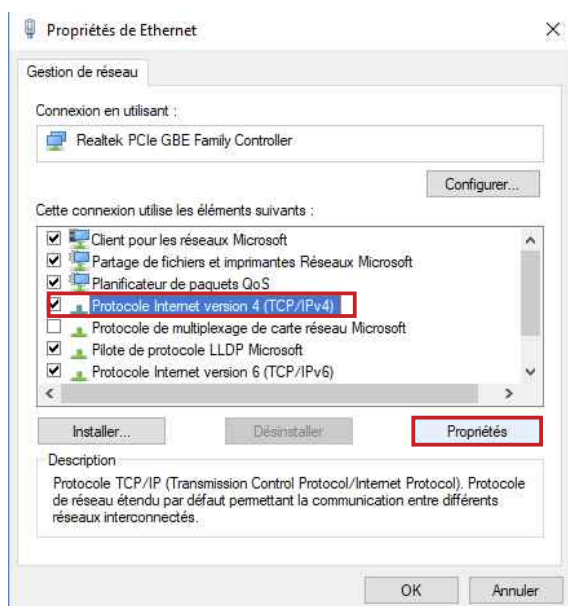 Propriétés de Ethernet
Gestion de réseau
Connexion en utilisant :
Realtek PCIe GBE Family Controller
Configurer...
Cette connexion utilise les éléments suivants :
Client pour les réseaux Microsoft
Partage de fichiers et imprimantes Réseaux Microsoft
Planificateur de paquets QoS
Protocole Internet version 4 (TCP/IPv4)
Protocole de multiplexage de carte réseau Microsoft
Pilote de protocole LLDP Microsoft
Protocole Internet version 6 (TCP/IPv6)
Installer...
Désinstaller
Propriétés
Description
Protocole TCP/IP (Transmission Control Protocol/Internet Protocol). Protocole
de réseau étendu par défaut permettant la communication entre différents
réseaux interconnectés.
OK
Annuler